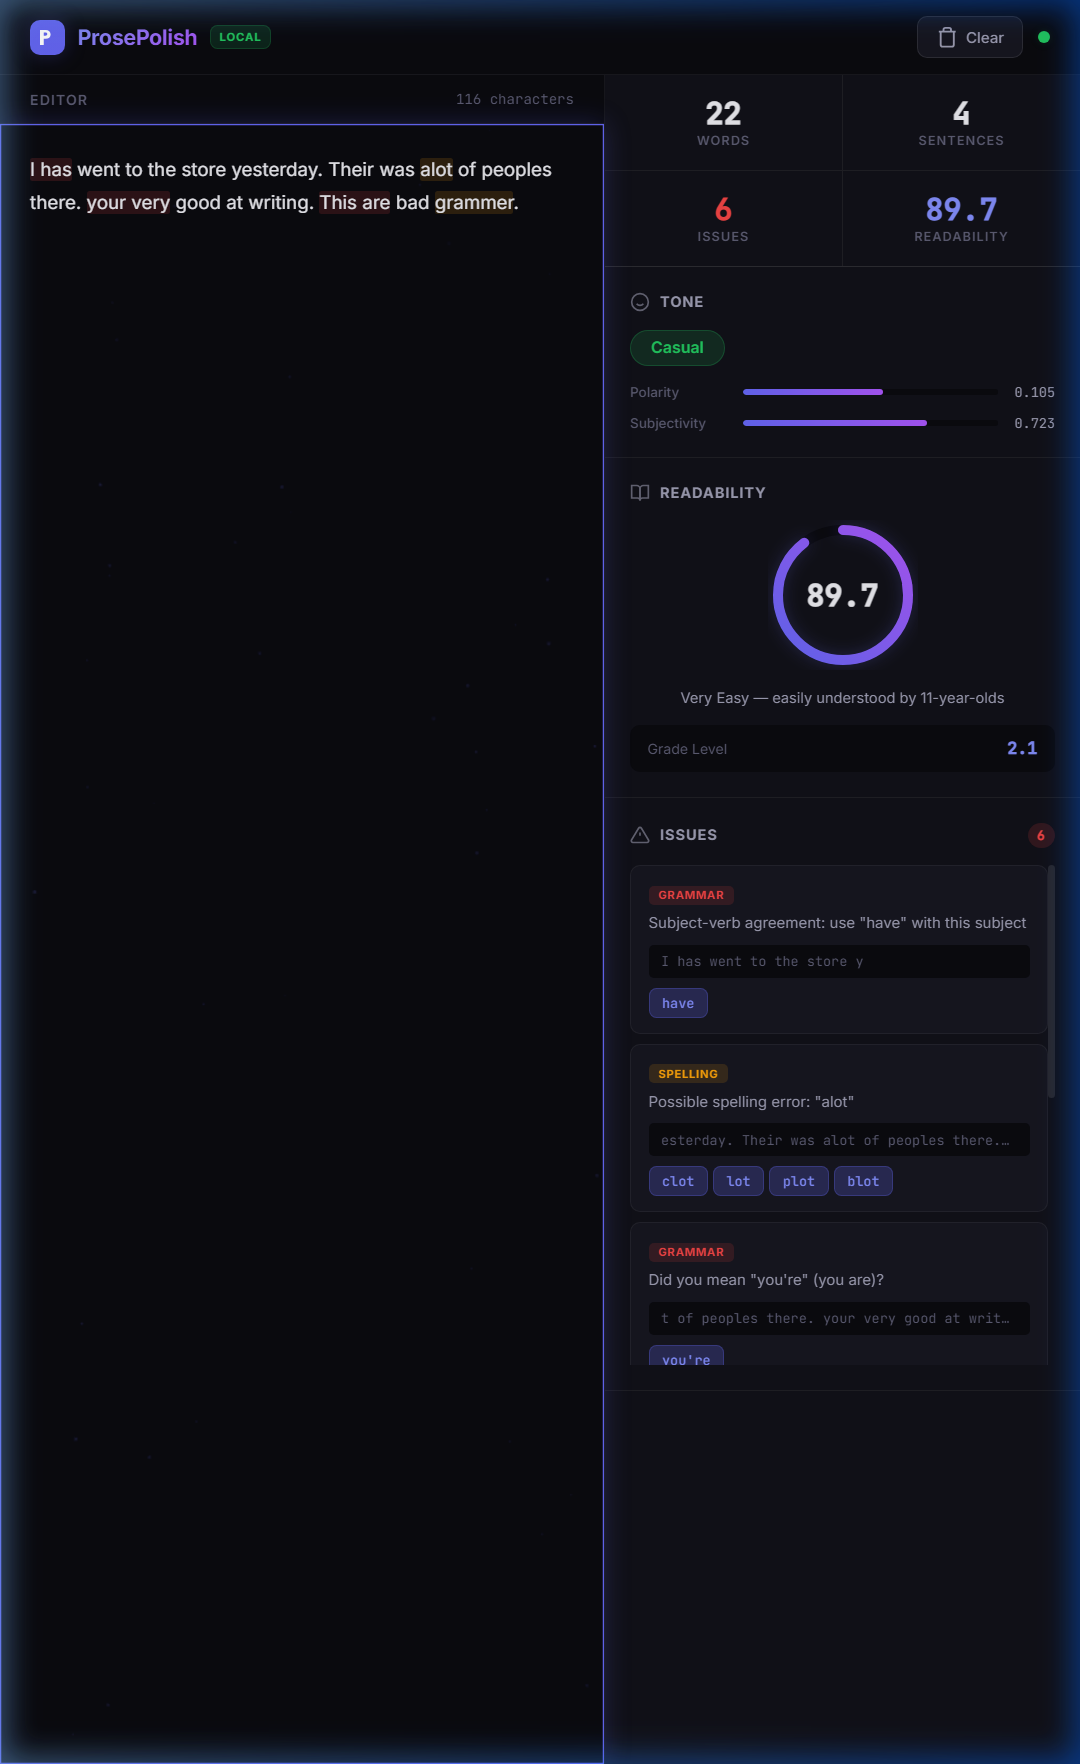 P ProsePolish LOCAL Clear
EDITOR 116 characters
I has went to the store yesterday. Their was alot of peoples
there. your very good at writing. This are bad grammer.
22
WORDS
4
SENTENCES
6
ISSUES
89.7
READABILITY
TONE
Casual
Polarity 0.105
Subjectivity 0.723
READABILITY
89.7
Very Easy — easily understood by 11-year-olds
Grade Level 2.1
ISSUES 6
GRAMMAR
Subject-verb agreement: use "have" with this subject
I has went to the store y
have
SPELLING
Possible spelling error: "alot"
esterday. Their was alot of peoples there.…
clot lot plot blot
GRAMMAR
Did you mean "you're" (you are)?
t of peoples there. your very good at writ…
you're